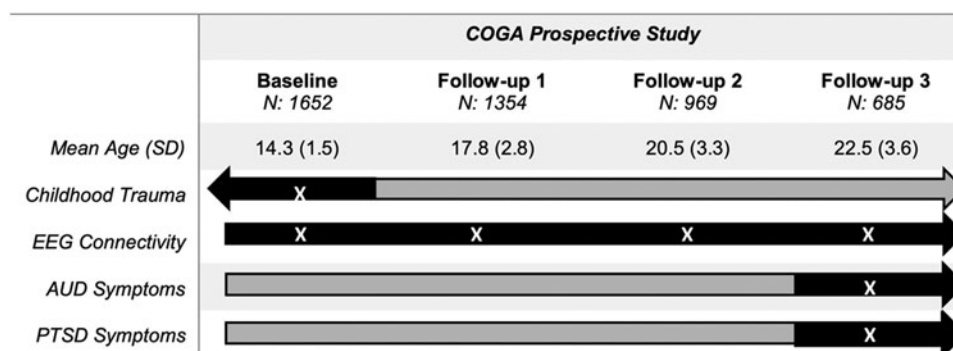 COGA Prospective Study
Baseline Follow-up 1 Follow-up 2 Follow-up 3
N: 1652 N: 1354 N: 969 N: 685
Mean Age (SD) 14.3 (1.5) 17.8 (2.8) 20.5 (3.3) 22.5 (3.6)
Childhood Trauma X
EEG Connectivity X X X X
AUD Symptoms X
PTSD Symptoms X